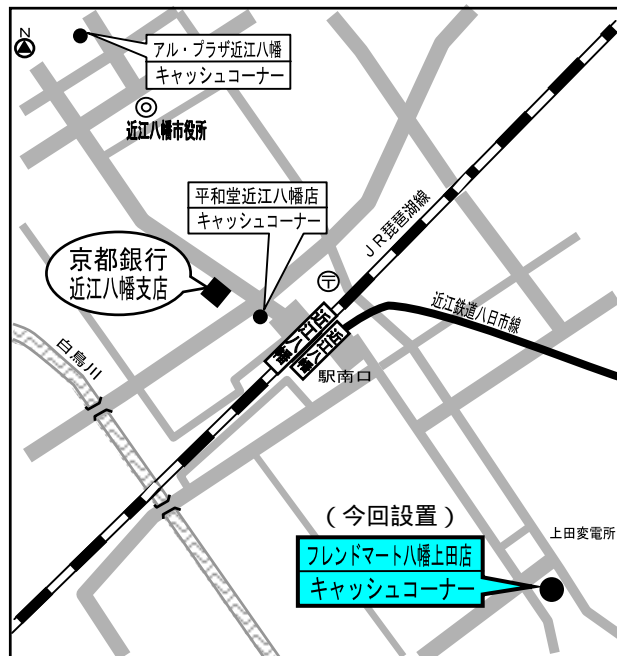 N
アル・プラザ近江八幡
キャッシュコーナー
近江八幡市役所
平和堂近江八幡店
キャッシュコーナー
京都銀行
近江八幡支店
JR琵琶湖線
〒
近江鉄道八日市線
近江八幡
近江八幡
駅南口
白鳥川
(今回設置)
フレンドマート八幡上田店
キャッシュコーナー
上田変電所